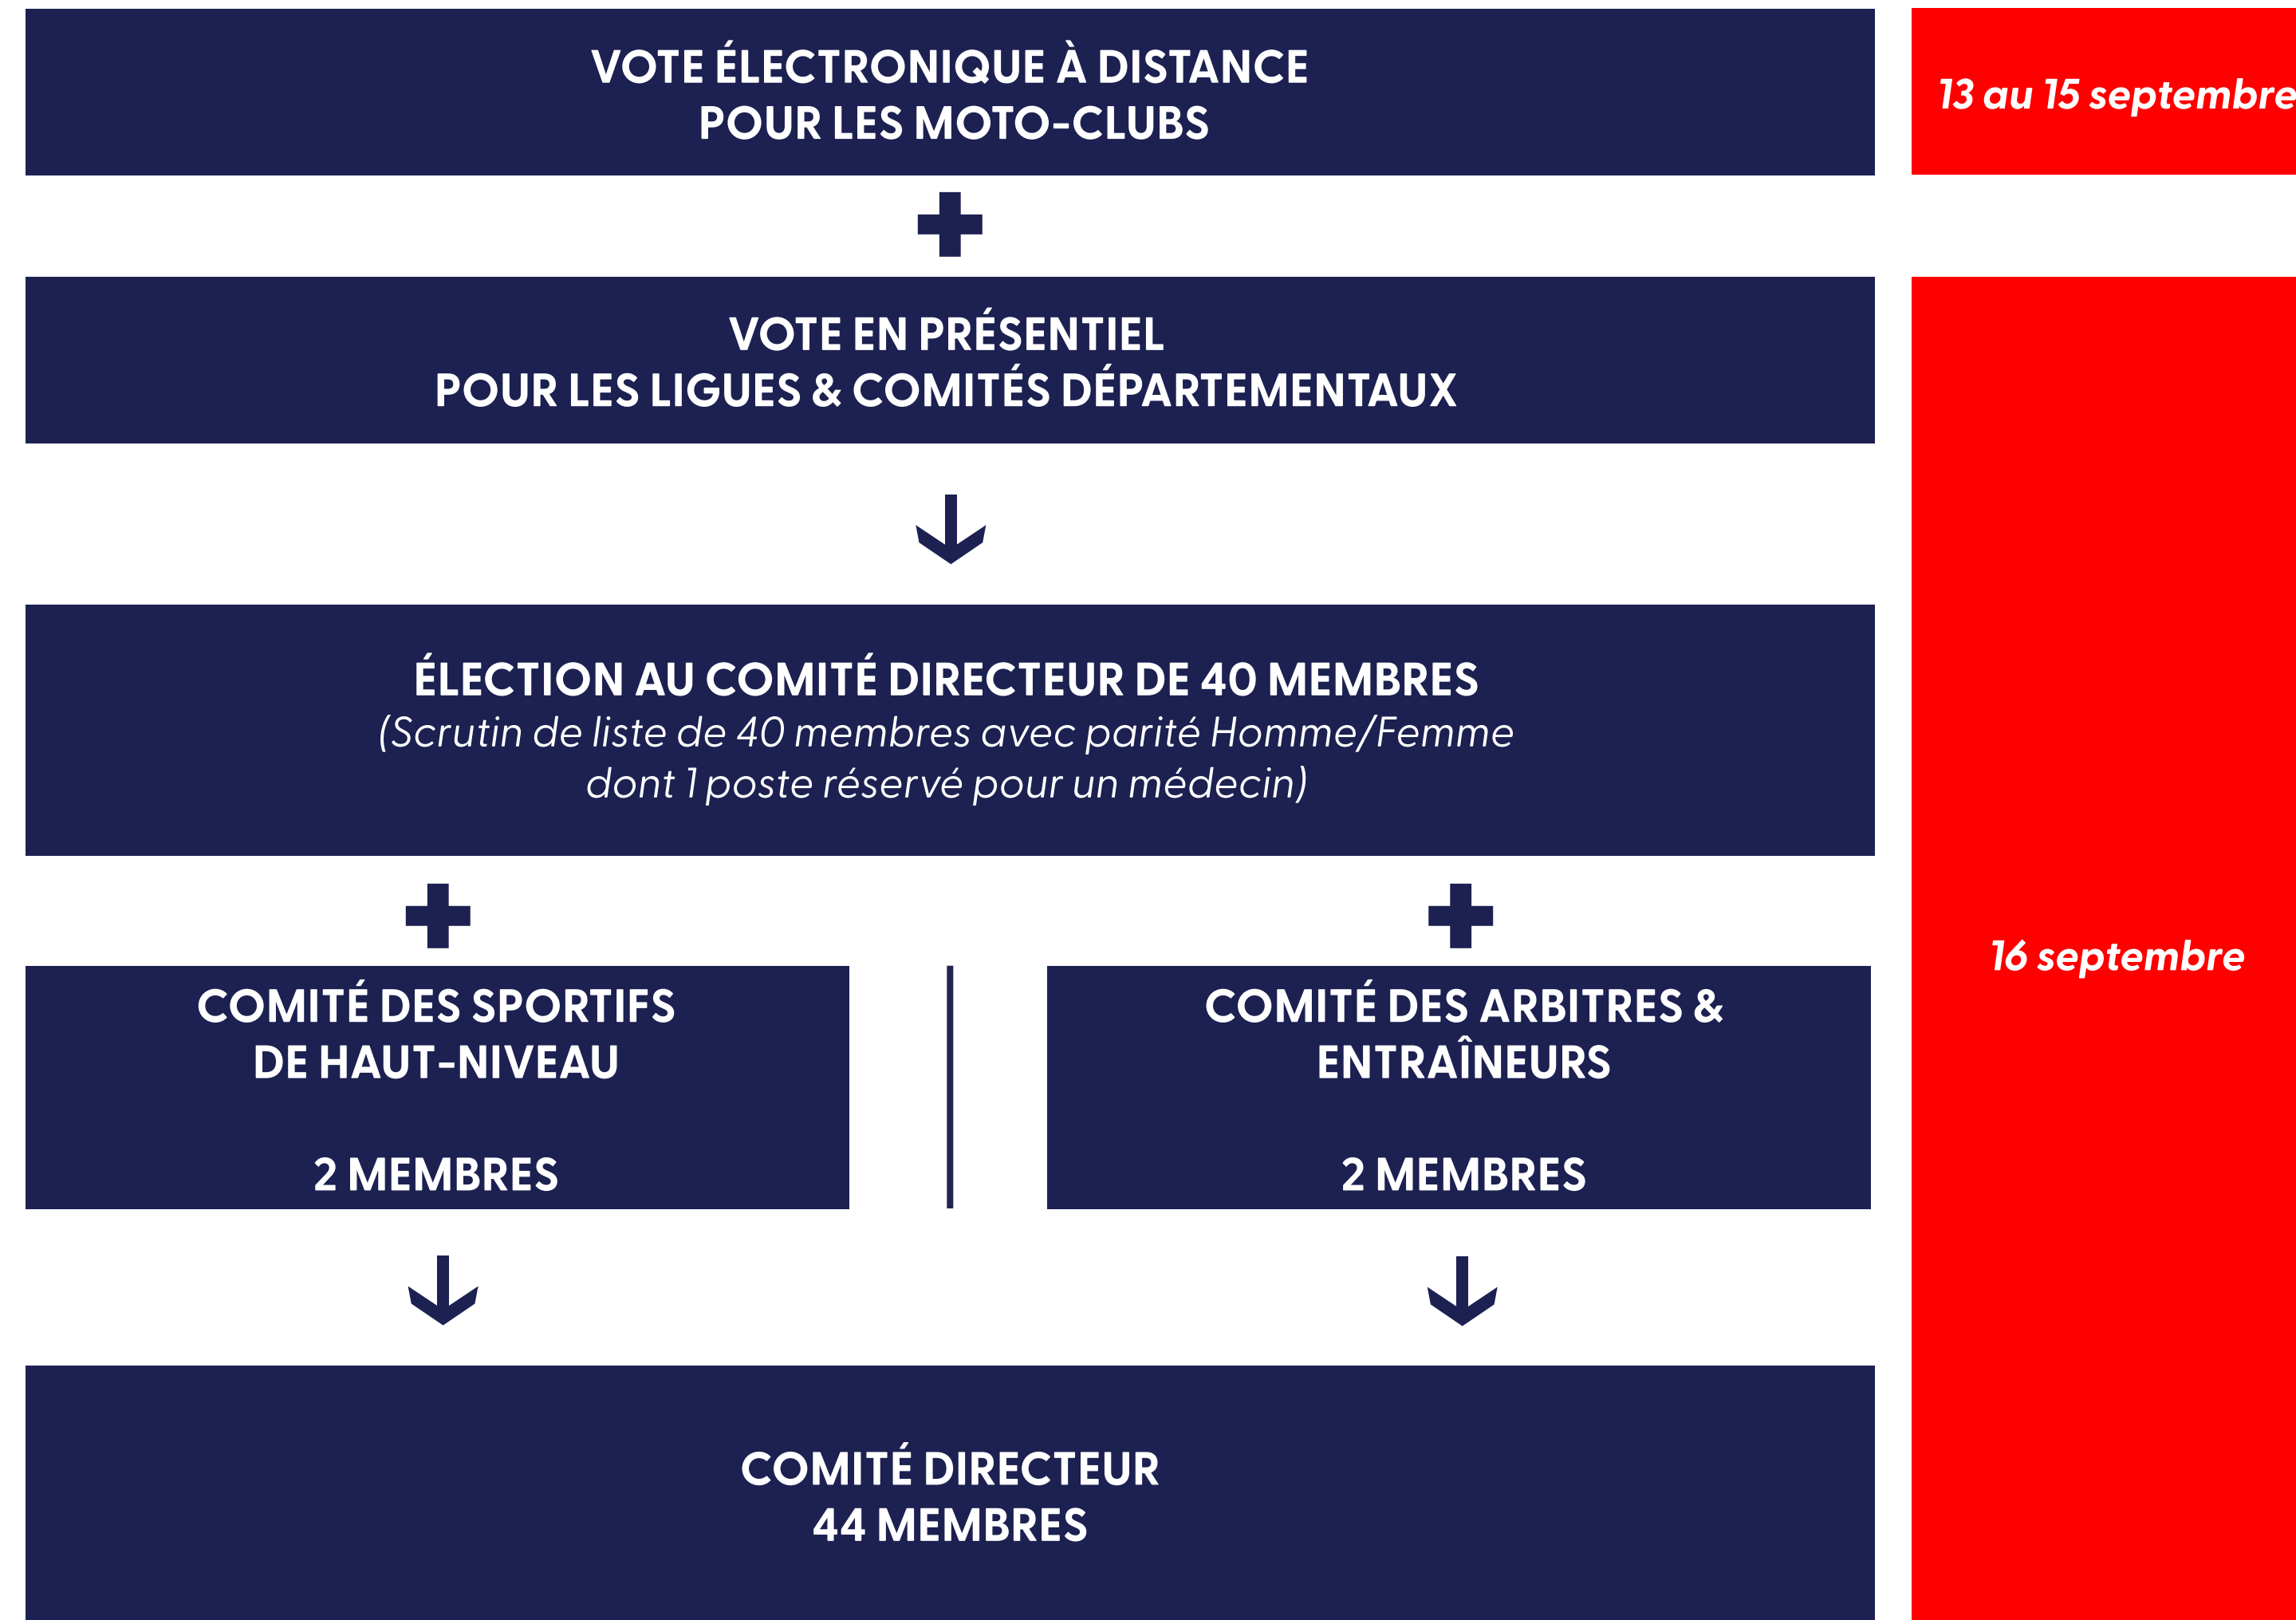 VOTE ÉLECTRONIQUE À DISTANCE
POUR LES MOTO-CLUBS
13 au 15 septembre
VOTE EN PRÉSENTIEL
POUR LES LIGUES & COMITÉS DÉPARTEMENTAUX
ÉLECTION AU COMITÉ DIRECTEUR DE 40 MEMBRES
(Scrutin de liste de 40 membres avec parité Homme/Femme
dont 1 poste réservé pour un médecin)
COMITÉ DES SPORTIFS
DE HAUT-NIVEAU
2 MEMBRES
COMITÉ DES ARBITRES &
ENTRAÎNEURS
2 MEMBRES
16 septembre
COMITÉ DIRECTEUR
44 MEMBRES